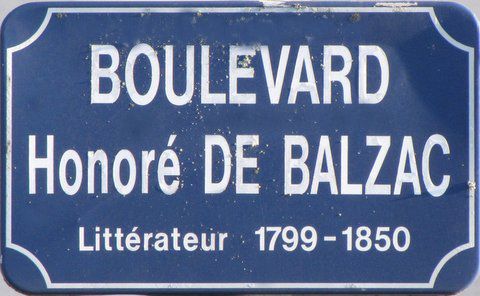 BOULEVARD
Honoré DE BALZAC
Littérateur 1799-1850